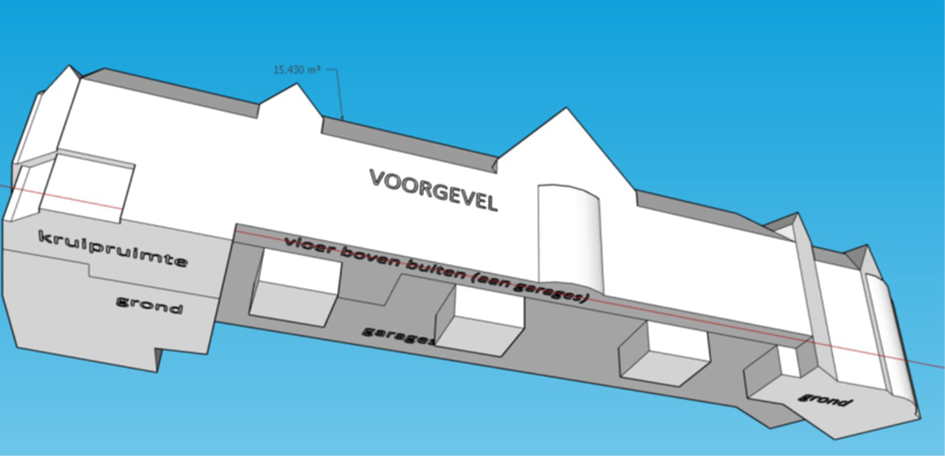 15.430 m³
VOORGEVEL
kruipruimte
vloer boven buiten (aan garages)
grond
garages
grond